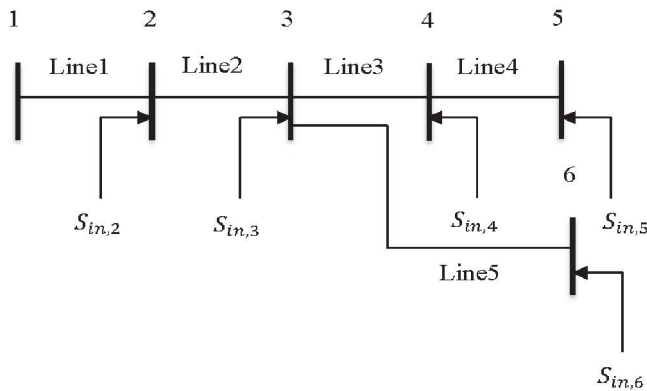 1 2 3 4 5
Line1 Line2 Line3 Line4
6
S_{in,2} S_{in,3} S_{in,4} S_{in,5}
Line5
S_{in,6}